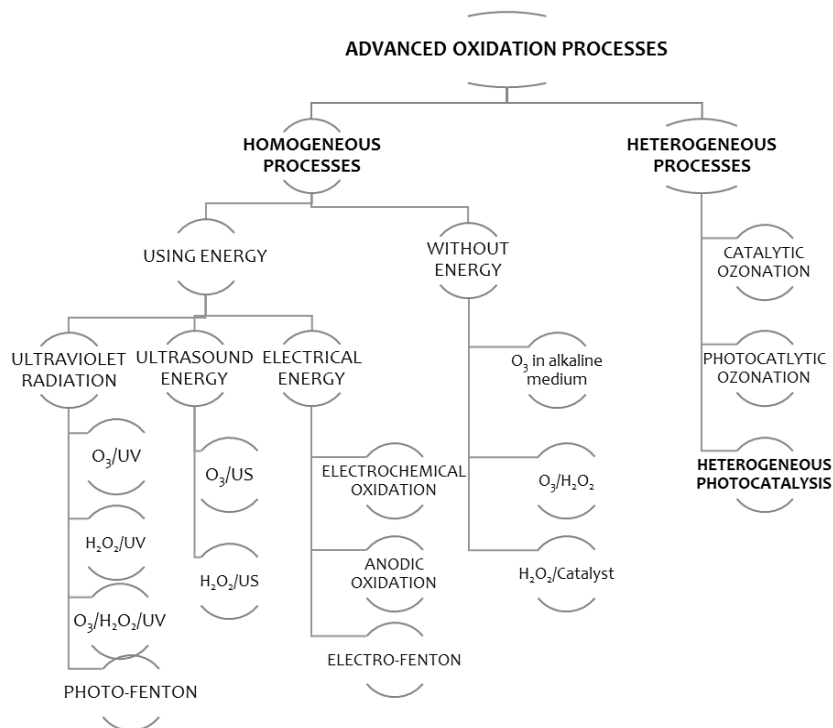 ADVANCED OXIDATION PROCESSES
HOMOGENEOUS
PROCESSES
HETEROGENEOUS
PROCESSES
USING ENERGY
WITHOUT
ENERGY
ULTRAVIOLET
RADIATION
O₃/UV
H₂O₂/UV
O₃/H₂O₂/UV
PHOTO-FENTON
ULTRASOUND
ENERGY
O₃/US
H₂O₂/US
ELECTRICAL
ENERGY
ELECTROCHEMICAL
OXIDATION
ANODIC
OXIDATION
ELECTRO-FENTON
O₃ in alkaline
medium
O₃/H₂O₂
H₂O₂/Catalyst
CATALYTIC
OZONATION
PHOTOCATLYTIC
OZONATION
HETEROGENEOUS
PHOTOCATALYSIS